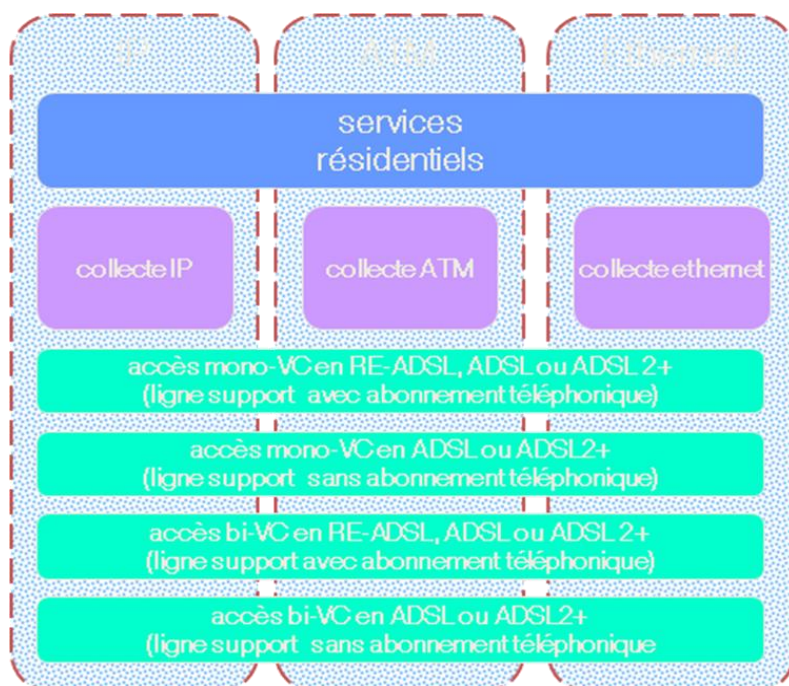 IP
ATM
Ethernet
services
résidentiels
collecte IP
collecte ATM
collecte ethernet
accès mono-VC en RE-ADSL, ADSL ou ADSL 2+
(ligne support avec abonnement téléphonique)
accès mono-VC en ADSL ou ADSL2+
(ligne support sans abonnement téléphonique)
accès bi-VC en RE-ADSL, ADSL ou ADSL 2+
(ligne support avec abonnement téléphonique)
accès bi-VC en ADSL ou ADSL2+
(ligne support sans abonnement téléphonique